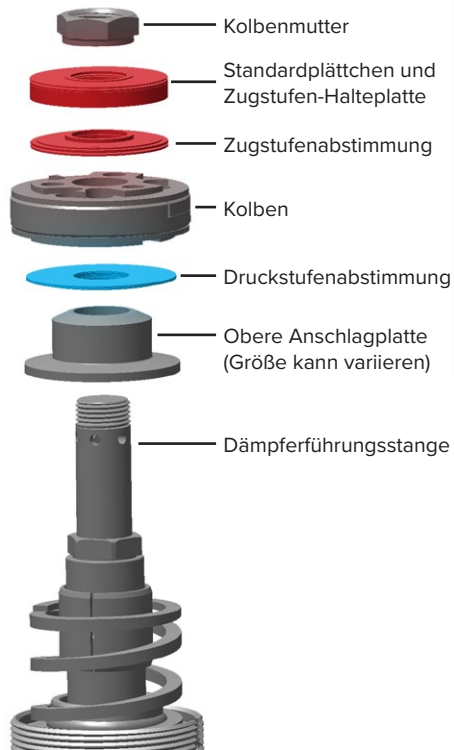 Kolbenmutter
Standardplättchen und
Zugstufen-Halteplatte
Zugstufenabstimmung
Kolben
Druckstufenabstimmung
Obere Anschlagplatte
(Größe kann variieren)
Dämpferführungsstange